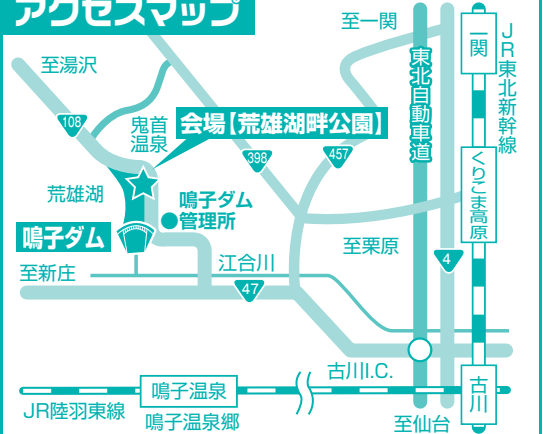 アクセスマップ
至一関
一関
JR東北新幹線
東北自動車道
至湯沢
108
鬼首
温泉
会場【荒雄湖畔公園】
398
457
くりこま高原
荒雄湖
鳴子ダム
管理所
鳴子ダム
至栗原
4
至新庄
江合川
47
古川I.C.
古川
鳴子温泉
JR陸羽東線
鳴子温泉郷
至仙台